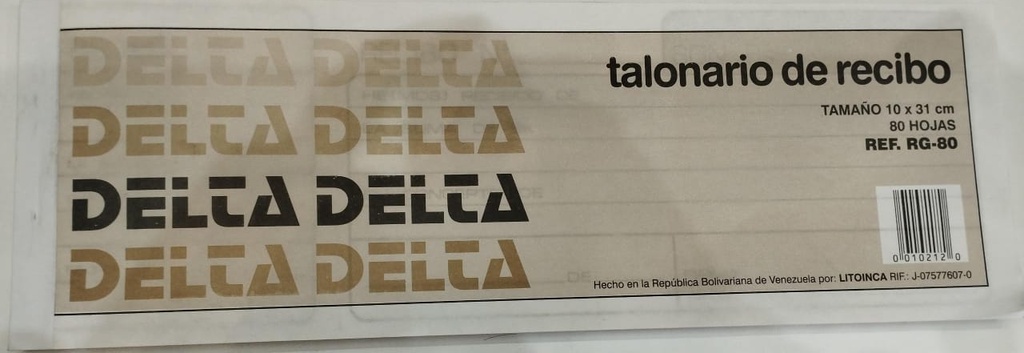 DELTA DELTA
DELTA DELTA
DELTA DELTA
DELTA DELTA
talonario de recibo
TAMAÑO 10 x 31 cm
80 HOJAS
REF. RG-80
0 010212 0
Hecho en la República Bolivariana de Venezuela por: LITOINCA RIF.: J-07577607-0